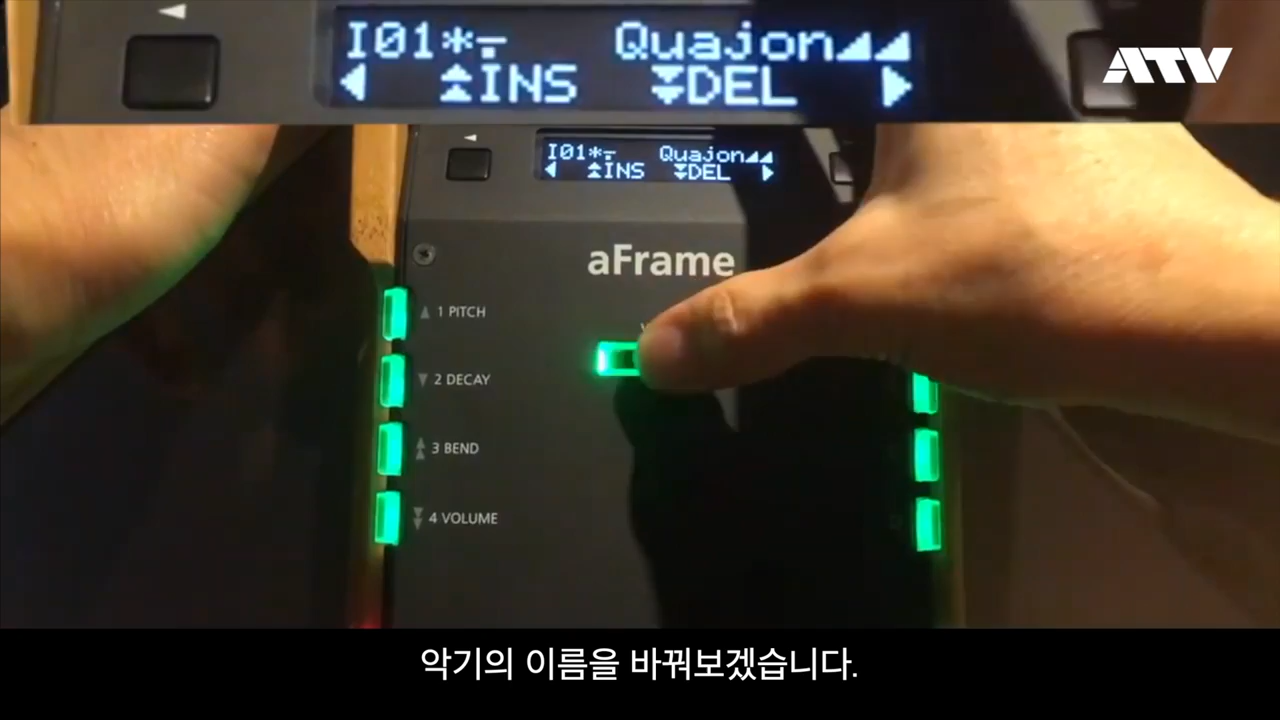 I01*- Quajon
INS DEL
ATV
I01*- Quajon
INS DEL
aFrame
1 PITCH
2 DECAY
3 BEND
4 VOLUME
악기의 이름을 바꿔보겠습니다.